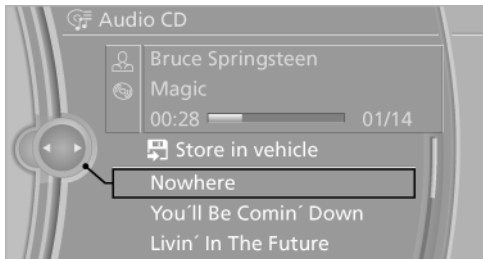 Audio CD
Bruce Springsteen
Magic
00:28 01/14
Store in vehicle
Nowhere
You´ll Be Comin´ Down
Livin´ In The Future